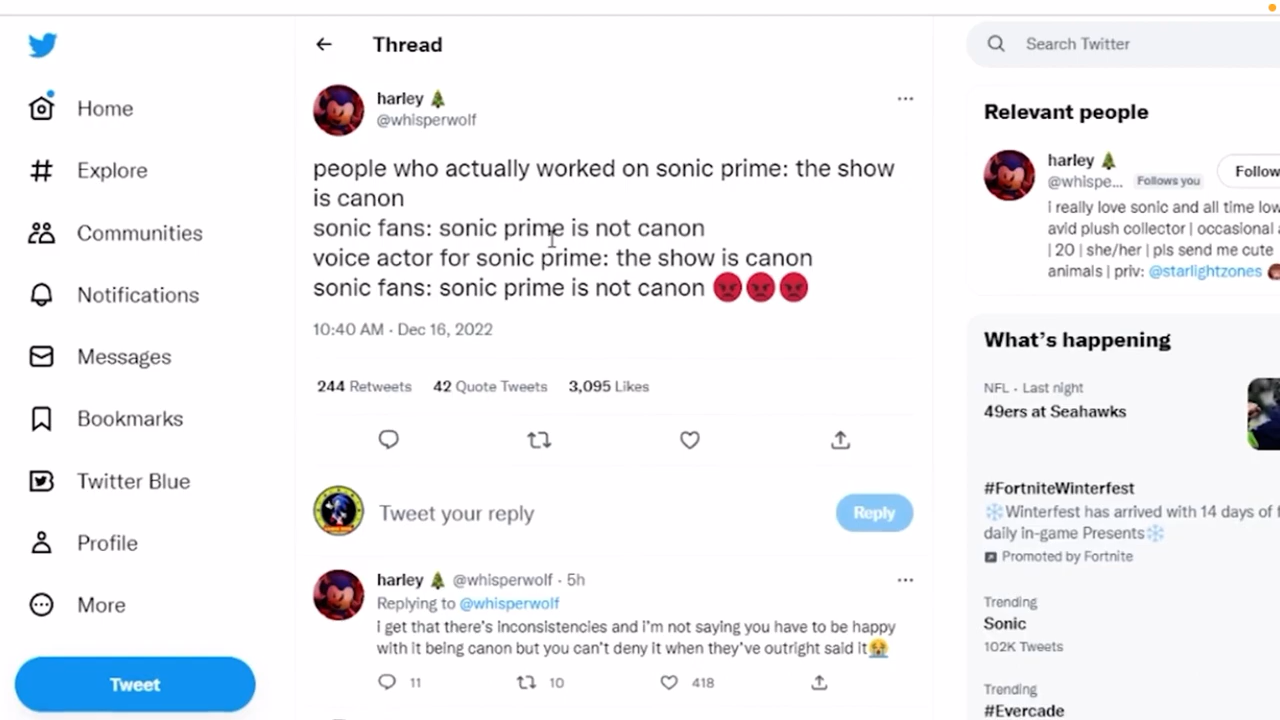 Home
Explore
Communities
Notifications
Messages
Bookmarks
Twitter Blue
Profile
More
Tweet
Thread
harley 🎄
@whisperwolf
people who actually worked on sonic prime: the show
is canon
sonic fans: sonic prime is not canon
voice actor for sonic prime: the show is canon
sonic fans: sonic prime is not canon 😡😡😡
10:40 AM · Dec 16, 2022
244 Retweets 42 Quote Tweets 3,095 Likes
Tweet your reply
Reply
harley 🎄 @whisperwolf · 5h
Replying to @whisperwolf
i get that there's inconsistencies and i'm not saying you have to be happy
with it being canon but you can't deny it when they've outright said it😭
11 10 418
Search Twitter
Relevant people
harley 🎄
Follow
@whispe... Follows you
i really love sonic and all time low
avid plush collector | occasional
| 20 | she/her | pls send me cute
animals | priv: @starlightzones
What's happening
NFL · Last night
49ers at Seahawks
#FortniteWinterfest
❄️Winterfest has arrived with 14 days of
daily in-game Presents❄️
Promoted by Fortnite
Trending
Sonic
102K Tweets
Trending
#Evercade